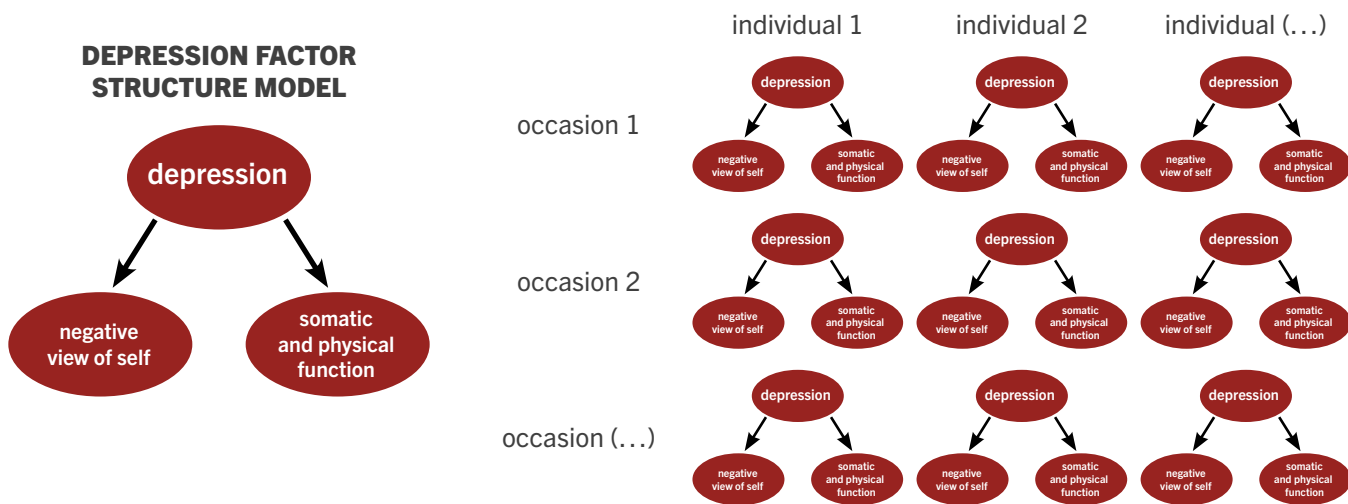 DEPRESSION FACTOR
STRUCTURE MODEL
depression
negative
view of self
somatic
and physical
function
individual 1
individual 2
individual (...)
occasion 1
depression
depression
depression
negative
view of self
somatic
and physical
function
negative
view of self
somatic
and physical
function
negative
view of self
somatic
and physical
function
occasion 2
depression
depression
depression
negative
view of self
somatic
and physical
function
negative
view of self
somatic
and physical
function
negative
view of self
somatic
and physical
function
occasion (...)
depression
depression
depression
negative
view of self
somatic
and physical
function
negative
view of self
somatic
and physical
function
negative
view of self
somatic
and physical
function